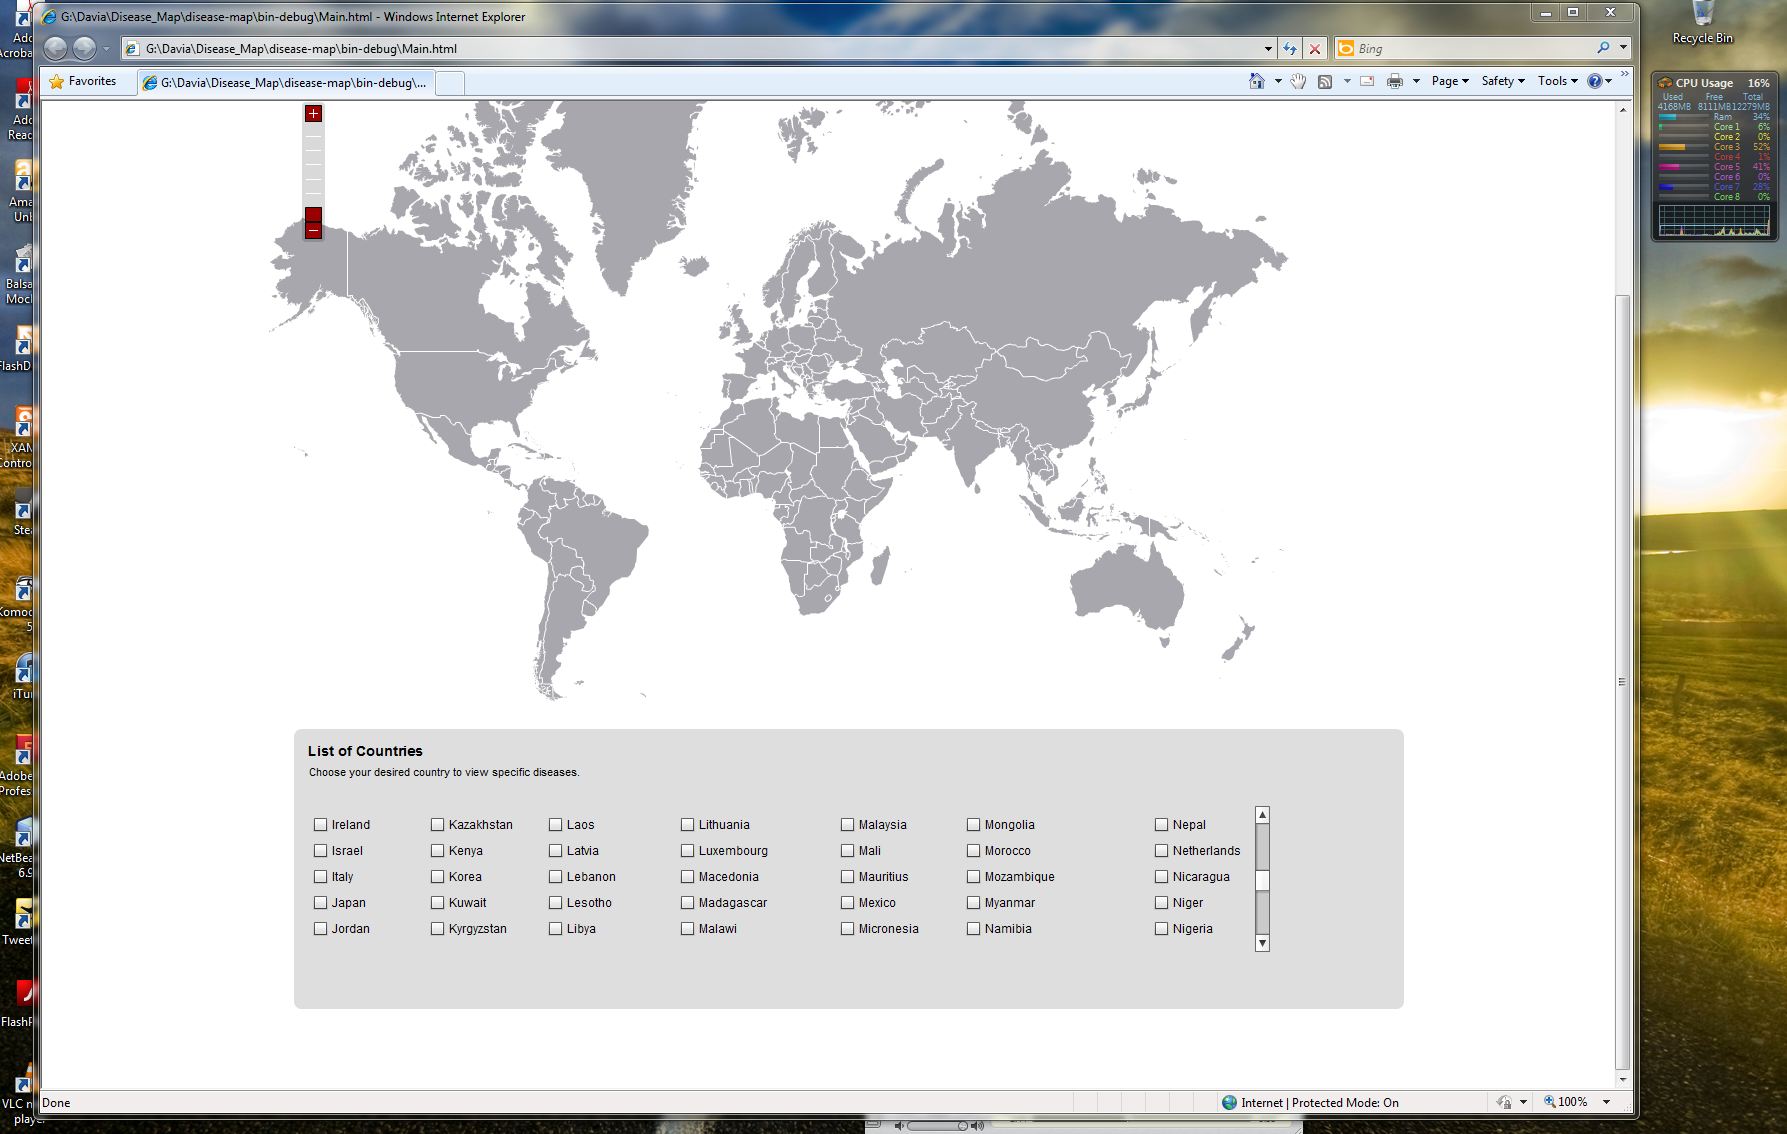 G:\Davia\Disease_Map\disease-map\bin-debug\Main.html - Windows Internet Explorer
Recycle Bin
G:\Davia\Disease_Map\disease-map\bin-debug\Main.html
Bing
Favorites
G:\Davia\Disease_Map\disease-map\bin-debug\...
Page
Safety
Tools
CPU Usage 16%
Used Free Total
4168MB 8111MB 12279MB
Ram 34%
Core 1 6%
Core 2 0%
Core 3 52%
Core 4 1%
Core 5 41%
Core 6 0%
Core 7 28%
Core 8 0%
List of Countries
Choose your desired country to view specific diseases.
Ireland Kazakhstan Laos Lithuania Malaysia Mongolia Nepal
Israel Kenya Latvia Luxembourg Mali Morocco Netherlands
Italy Korea Lebanon Macedonia Mauritius Mozambique Nicaragua
Japan Kuwait Lesotho Madagascar Mexico Myanmar Niger
Jordan Kyrgyzstan Libya Malawi Micronesia Namibia Nigeria
Done
Internet | Protected Mode: On
100%
Ado
Acroba
Ado
Read
Ama
Unb
Balsa
Moc
FlashD
XAM
Contro
Stea
Komod
5
iTun
Adobe
Profes
NetBea
6.9
Tweet
FlashP
VLC m
player